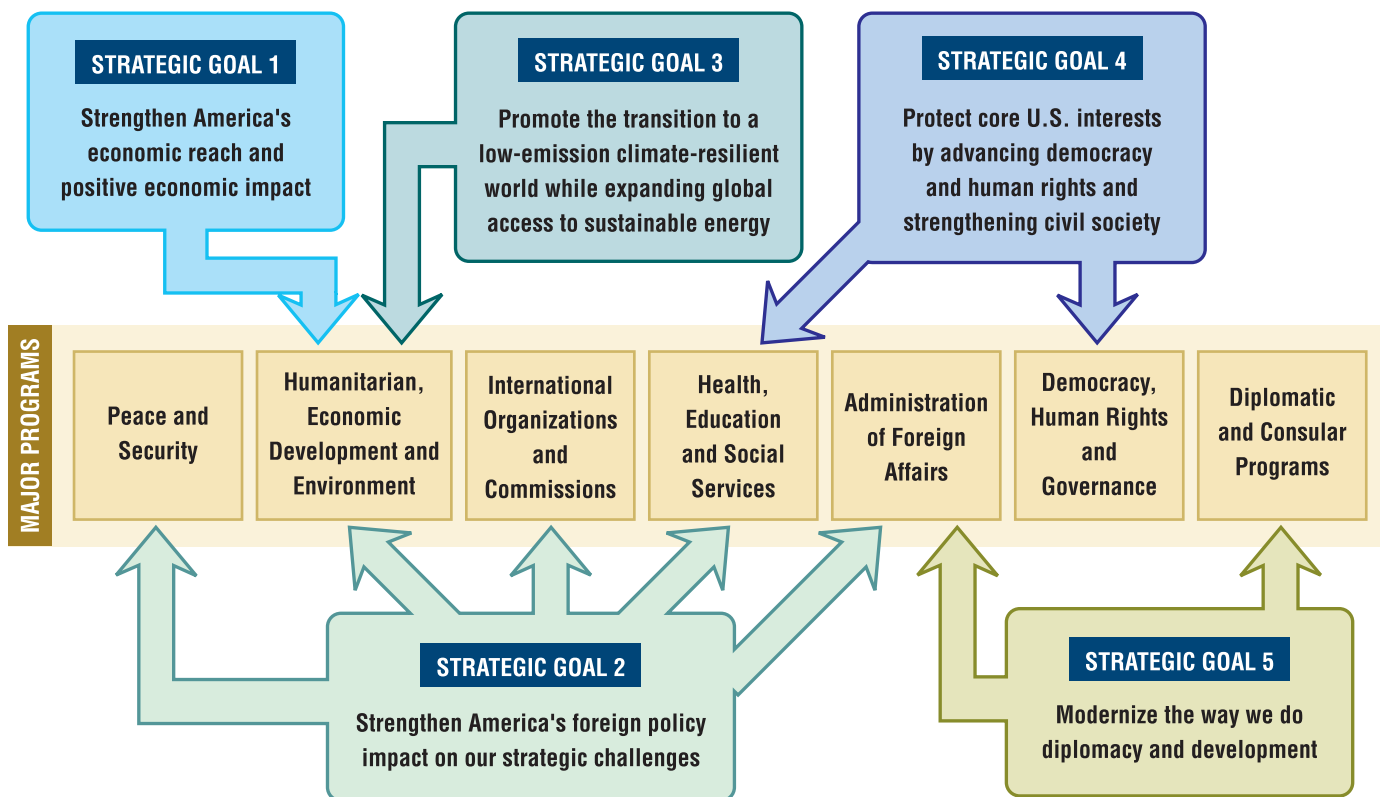 STRATEGIC GOAL 1
Strengthen America's
economic reach and
positive economic impact
STRATEGIC GOAL 3
Promote the transition to a
low-emission climate-resilient
world while expanding global
access to sustainable energy
STRATEGIC GOAL 4
Protect core U.S. interests
by advancing democracy
and human rights and
strengthening civil society
MAJOR PROGRAMS
Peace and
Security
Humanitarian,
Economic
Development and
Environment
International
Organizations
and
Commissions
Health,
Education
and Social
Services
Administration
of Foreign
Affairs
Democracy,
Human Rights
and
Governance
Diplomatic
and Consular
Programs
STRATEGIC GOAL 2
Strengthen America's foreign policy
impact on our strategic challenges
STRATEGIC GOAL 5
Modernize the way we do
diplomacy and development